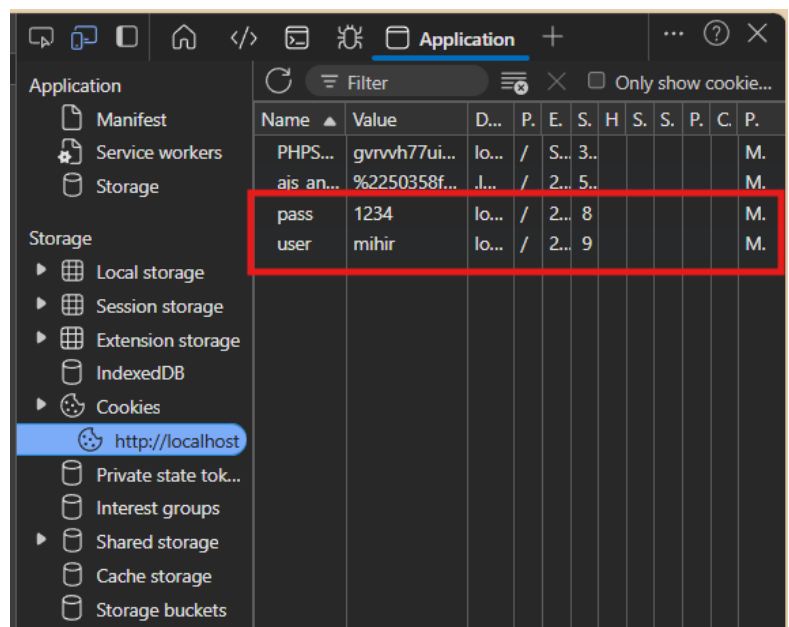 Application
Application
Manifest
Service workers
Storage
Storage
Local storage
Session storage
Extension storage
IndexedDB
Cookies
http://localhost
Private state tok...
Interest groups
Shared storage
Cache storage
Storage buckets
Filter
Only show cookie...
Name Value D... P. E. S. H S. S. P. C. P.
PHPS... gvrvvh77ui... lo... / S... 3... M.
ajs_an... %2250358f... .l... / 2... 5... M.
pass 1234 lo... / 2... 8 M.
user mihir lo... / 2... 9 M.